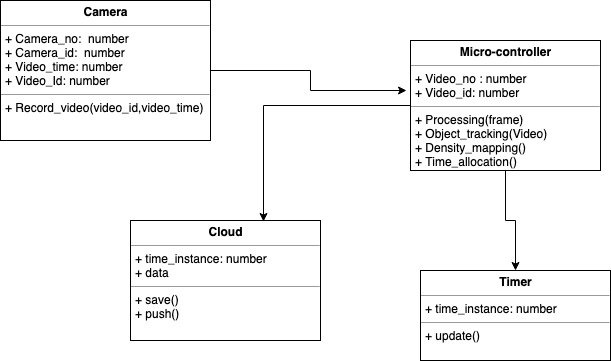 Camera
+ Camera_no: number
+ Camera_id: number
+ Video_time: number
+ Video_Id: number
+ Record_video(video_id,video_time)
Micro-controller
+ Video_no : number
+ Video_id: number
+ Processing(frame)
+ Object_tracking(Video)
+ Density_mapping()
+ Time_allocation()
Cloud
+ time_instance: number
+ data
+ save()
+ push()
Timer
+ time_instance: number
+ update()